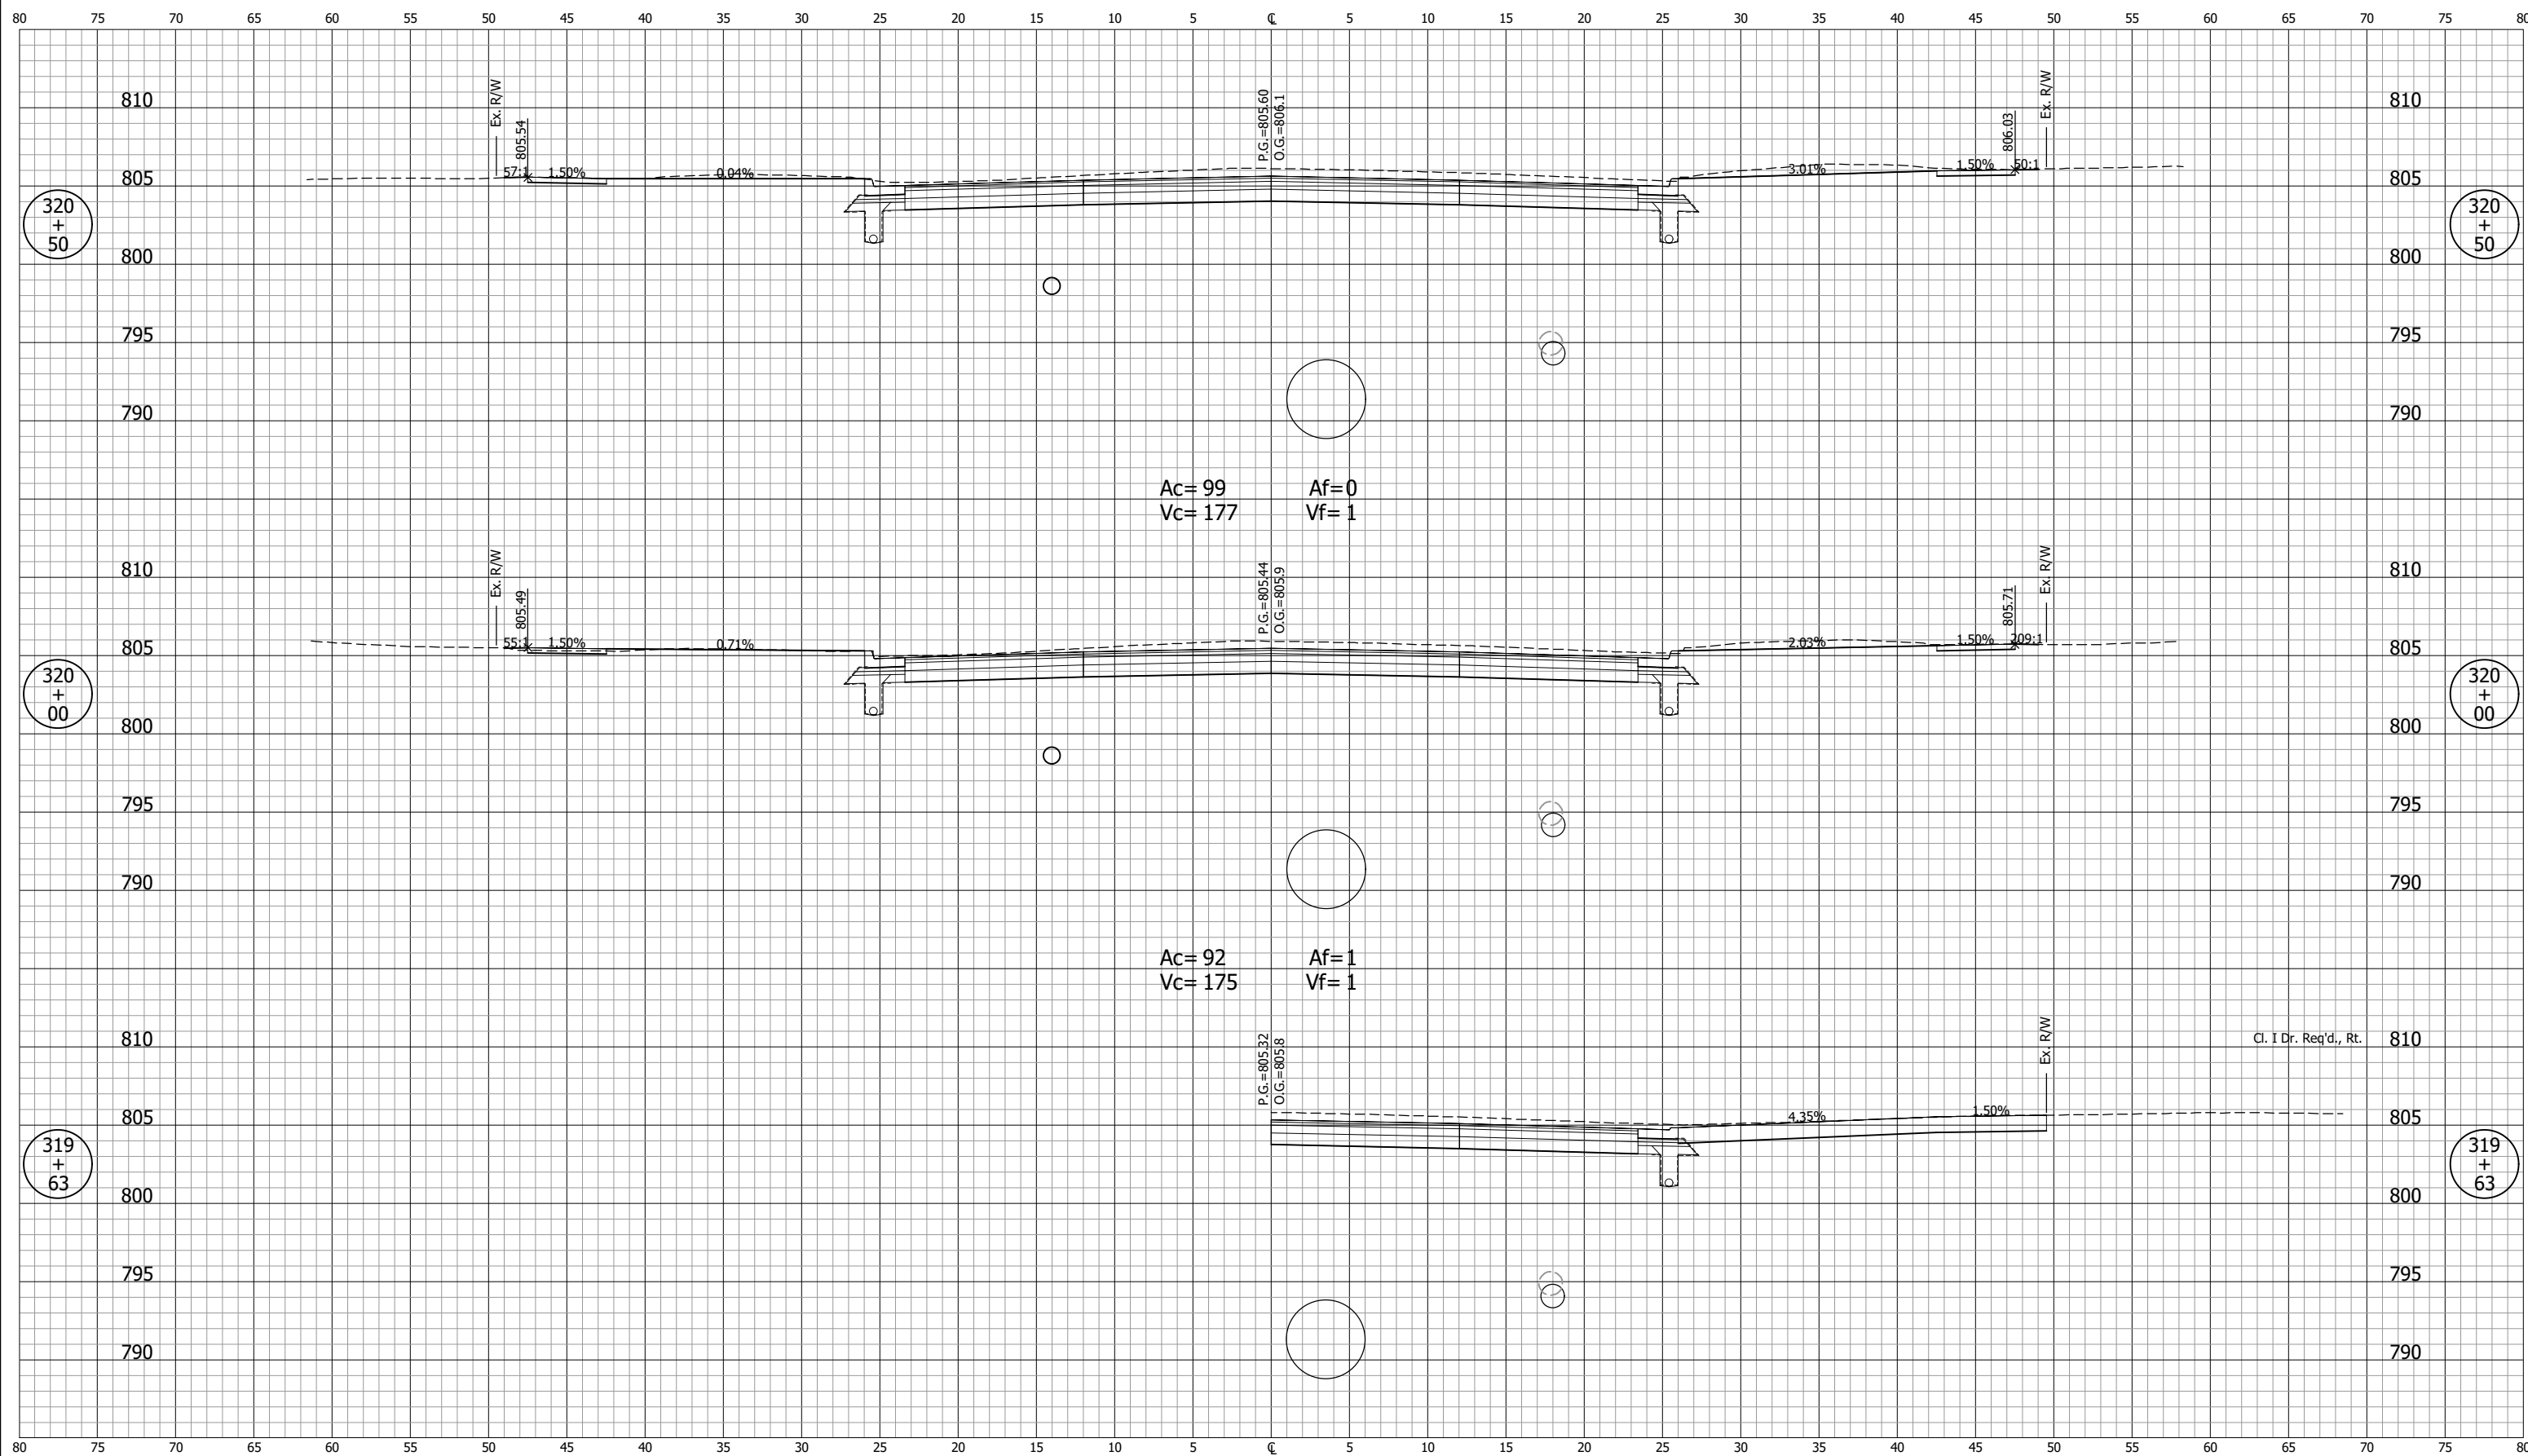 80 75 70 65 60 55 50 45 40 35 30 25 20 15 10 5 ℄ 5 10 15 20 25 30 35 40 45 50 55 60 65 70 75 80
810 810
Ex. R/W
805.54
P.G.=805.60
O.G.=806.1
806.03
Ex. R/W
805 57:1 1.50% 0.04% 3.01% 1.50% 50:1 805
320
+
50
320
+
50
800 800
795 795
790 790
Ac= 99 Af=0
Vc= 177 Vf= 1
810 810
Ex. R/W
805.49
P.G.=805.44
O.G.=805.9
805.71
Ex. R/W
805 55:1 1.50% 0.71% 2.03% 1.50% 209:1 805
320
+
00
320
+
00
800 800
795 795
790 790
Ac= 92 Af=1
Vc= 175 Vf= 1
810 Cl. I Dr. Req'd., Rt. 810
P.G.=805.32
O.G.=805.8
Ex. R/W
805 4.35% 1.50% 805
319
+
63
319
+
63
800 800
795 795
790 790
80 75 70 65 60 55 50 45 40 35 30 25 20 15 10 5 ℄ 5 10 15 20 25 30 35 40 45 50 55 60 65 70 75 80